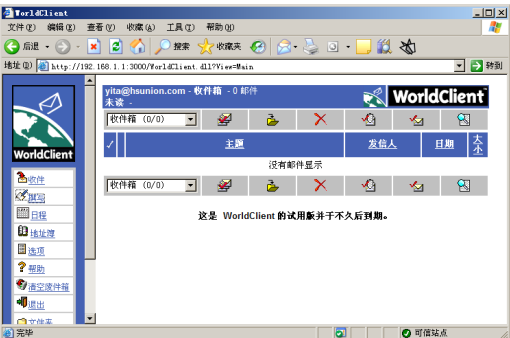 WorldClient
文件(F) 编辑(E) 查看(V) 收藏(A) 工具(T) 帮助(H)
后退 搜索 收藏夹
地址(D) http://192.168.1.1:3000/WorldClient.dll?View=Main 转到
yita@hsunion.com - 收件箱 - 0 邮件
未读 -
WorldClient
收件箱 (0/0)
主题 发信人 日期 大小
没有邮件显示
收件箱 (0/0)
这是 WorldClient 的试用版并于不久后到期。
WorldClient
收件
撰写
日程
地址簿
选项
帮助
清空废件箱
退出
文件夹
完毕 可信站点